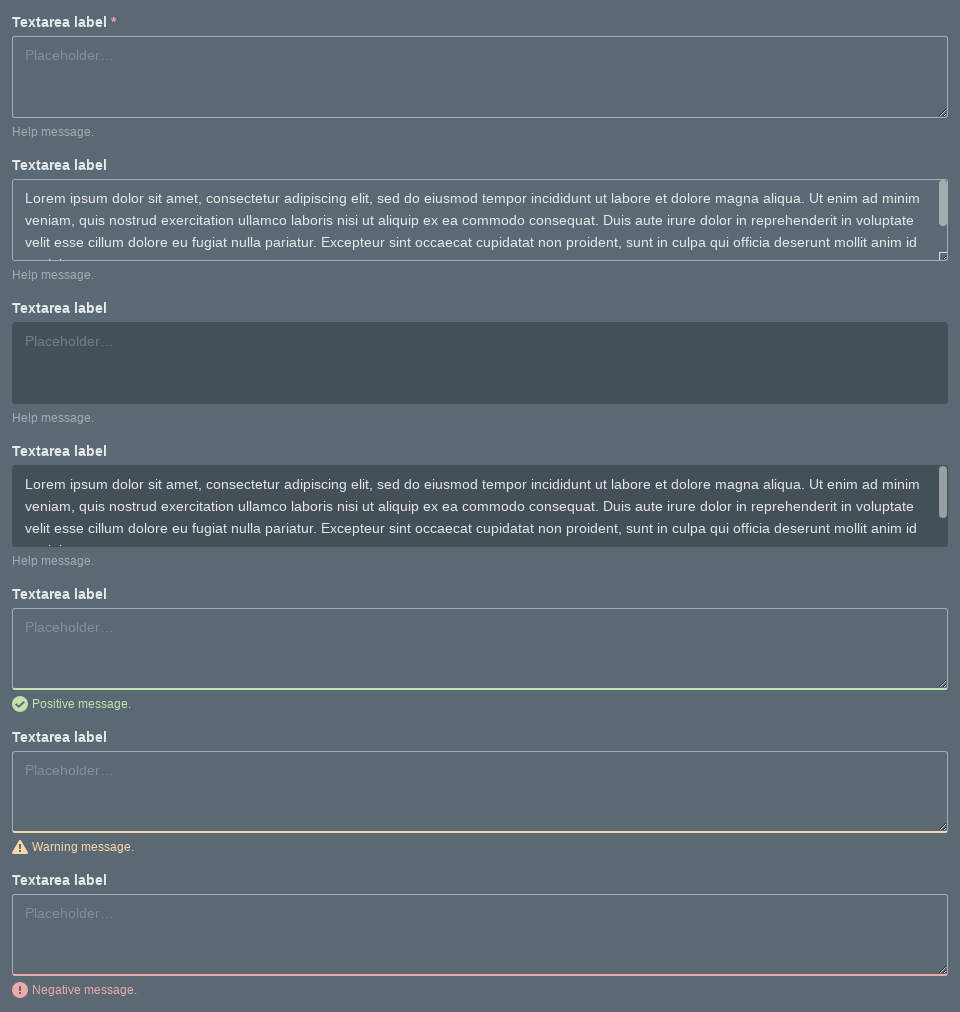 Textarea label *
Placeholder…
Help message.
Textarea label
Lorem ipsum dolor sit amet, consectetur adipiscing elit, sed do eiusmod tempor incididunt ut labore et dolore magna aliqua. Ut enim ad minim
veniam, quis nostrud exercitation ullamco laboris nisi ut aliquip ex ea commodo consequat. Duis aute irure dolor in reprehenderit in voluptate
velit esse cillum dolore eu fugiat nulla pariatur. Excepteur sint occaecat cupidatat non proident, sunt in culpa qui officia deserunt mollit anim id
Help message.
Textarea label
Placeholder…
Help message.
Textarea label
Lorem ipsum dolor sit amet, consectetur adipiscing elit, sed do eiusmod tempor incididunt ut labore et dolore magna aliqua. Ut enim ad minim
veniam, quis nostrud exercitation ullamco laboris nisi ut aliquip ex ea commodo consequat. Duis aute irure dolor in reprehenderit in voluptate
velit esse cillum dolore eu fugiat nulla pariatur. Excepteur sint occaecat cupidatat non proident, sunt in culpa qui officia deserunt mollit anim id
Help message.
Textarea label
Placeholder…
Positive message.
Textarea label
Placeholder…
Warning message.
Textarea label
Placeholder…
Negative message.